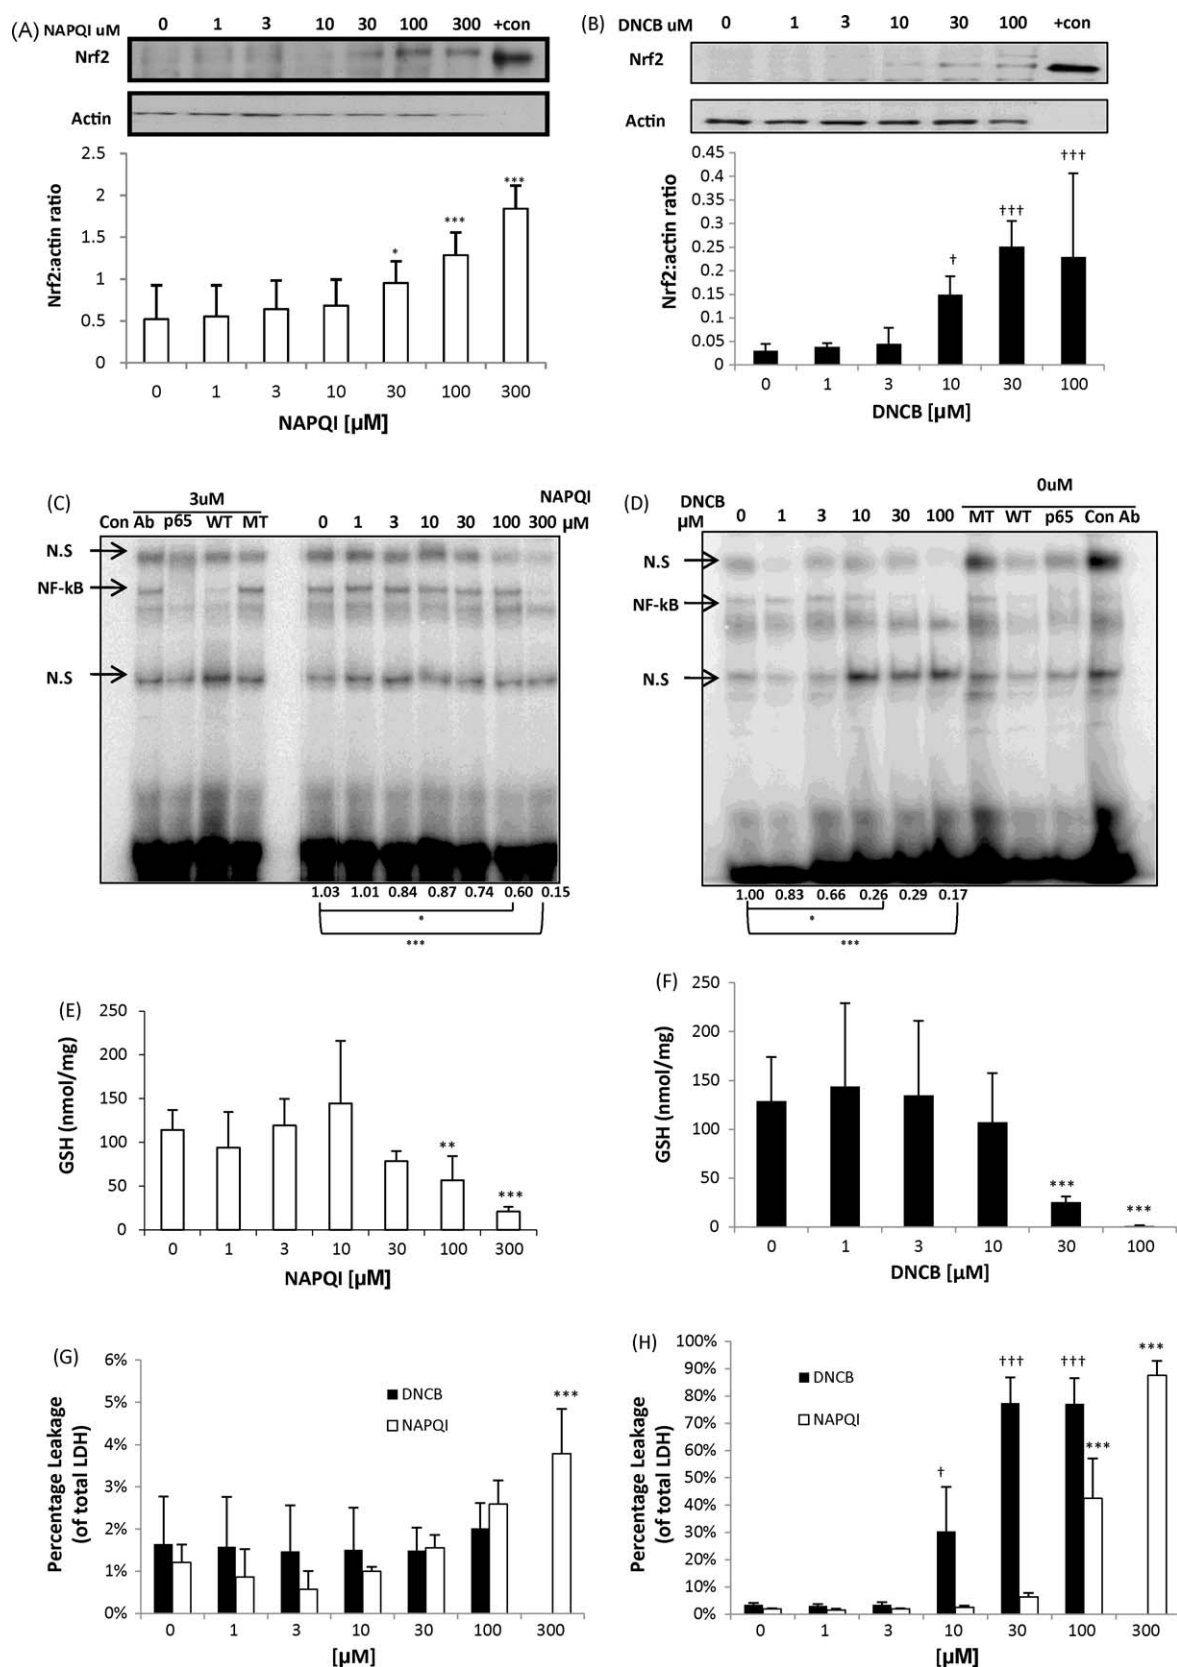 (A) NAPQI uM 0 1 3 10 30 100 300 +con
Nrf2
Actin
Nrf2:actin ratio
2.5
2
1.5
1
0.5
0
*
***
***
0 1 3 10 30 100 300
NAPQI [µM]
(B) DNCB uM 0 1 3 10 30 100 +con
Nrf2
Actin
Nrf2:actin ratio
0.45
0.4
0.35
0.3
0.25
0.2
0.15
0.1
0.05
0
†
†††
†††
0 1 3 10 30 100
DNCB [µM]
(C) 3uM NAPQI
Con Ab p65 WT MT 0 1 3 10 30 100 300 µM
N.S
NF-kB
N.S
1.03 1.01 0.84 0.87 0.74 0.60 0.15
*
***
(D) DNCB 0uM
µM 0 1 3 10 30 100 MT WT p65 Con Ab
N.S
NF-kB
N.S
1.00 0.83 0.66 0.26 0.29 0.17
*
***
(E)
GSH (nmol/mg)
250
200
150
100
50
0
**
***
0 1 3 10 30 100 300
NAPQI [µM]
(F)
GSH (nmol/mg)
250
200
150
100
50
0
***
***
0 1 3 10 30 100
DNCB [µM]
(G)
Percentage Leakage
(of total LDH)
6%
5%
4%
3%
2%
1%
0%
DNCB
NAPQI
***
0 1 3 10 30 100 300
[µM]
(H)
Percentage Leakage
(of total LDH)
100%
90%
80%
70%
60%
50%
40%
30%
20%
10%
0%
DNCB
NAPQI
†
†††
†††
***
***
0 1 3 10 30 100 300
[µM]